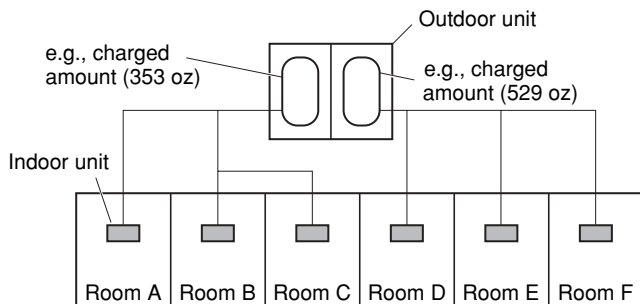 Outdoor unit
e.g., charged
amount (353 oz)
e.g., charged
amount (529 oz)
Indoor unit
Room A Room B Room C Room D Room E Room F